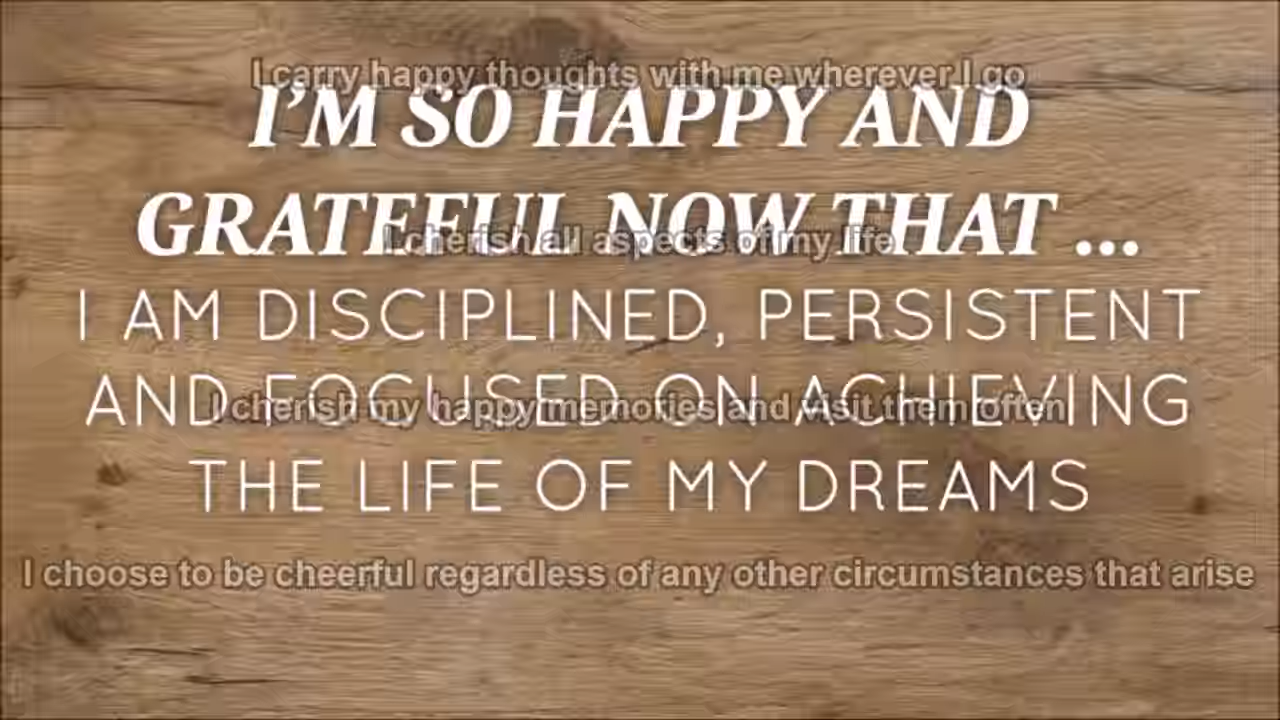 I carry happy thoughts with me wherever I go
I'M SO HAPPY AND
GRATEFUL NOW THAT ...
I cherish all aspects of my life
I AM DISCIPLINED, PERSISTENT
AND FOCUSED ON ACHIEVING
I cherish my happy memories and visit them often
THE LIFE OF MY DREAMS
I choose to be cheerful regardless of any other circumstances that arise